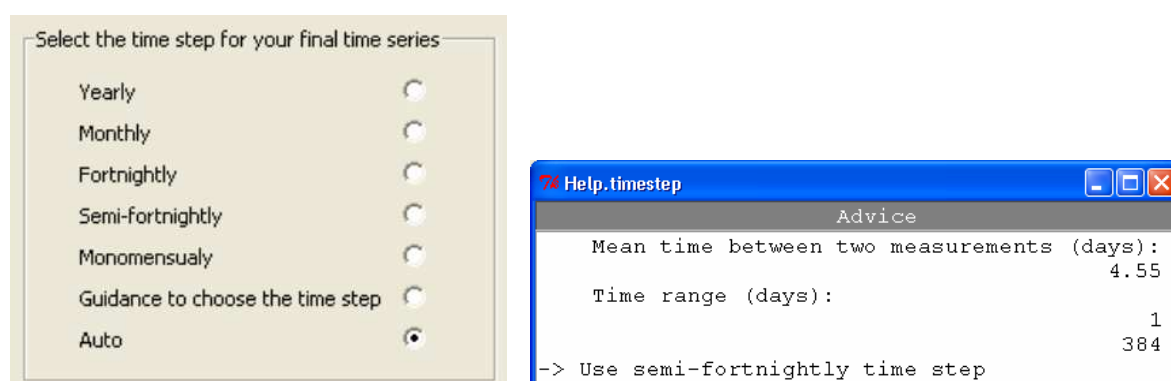 Select the time step for your final time series
Yearly
Monthly
Fortnightly
Semi-fortnightly
Monomensualy
Guidance to choose the time step
Auto
Help.timestep
Advice
Mean time between two measurements (days):
4.55
Time range (days):
1
384
-> Use semi-fortnightly time step